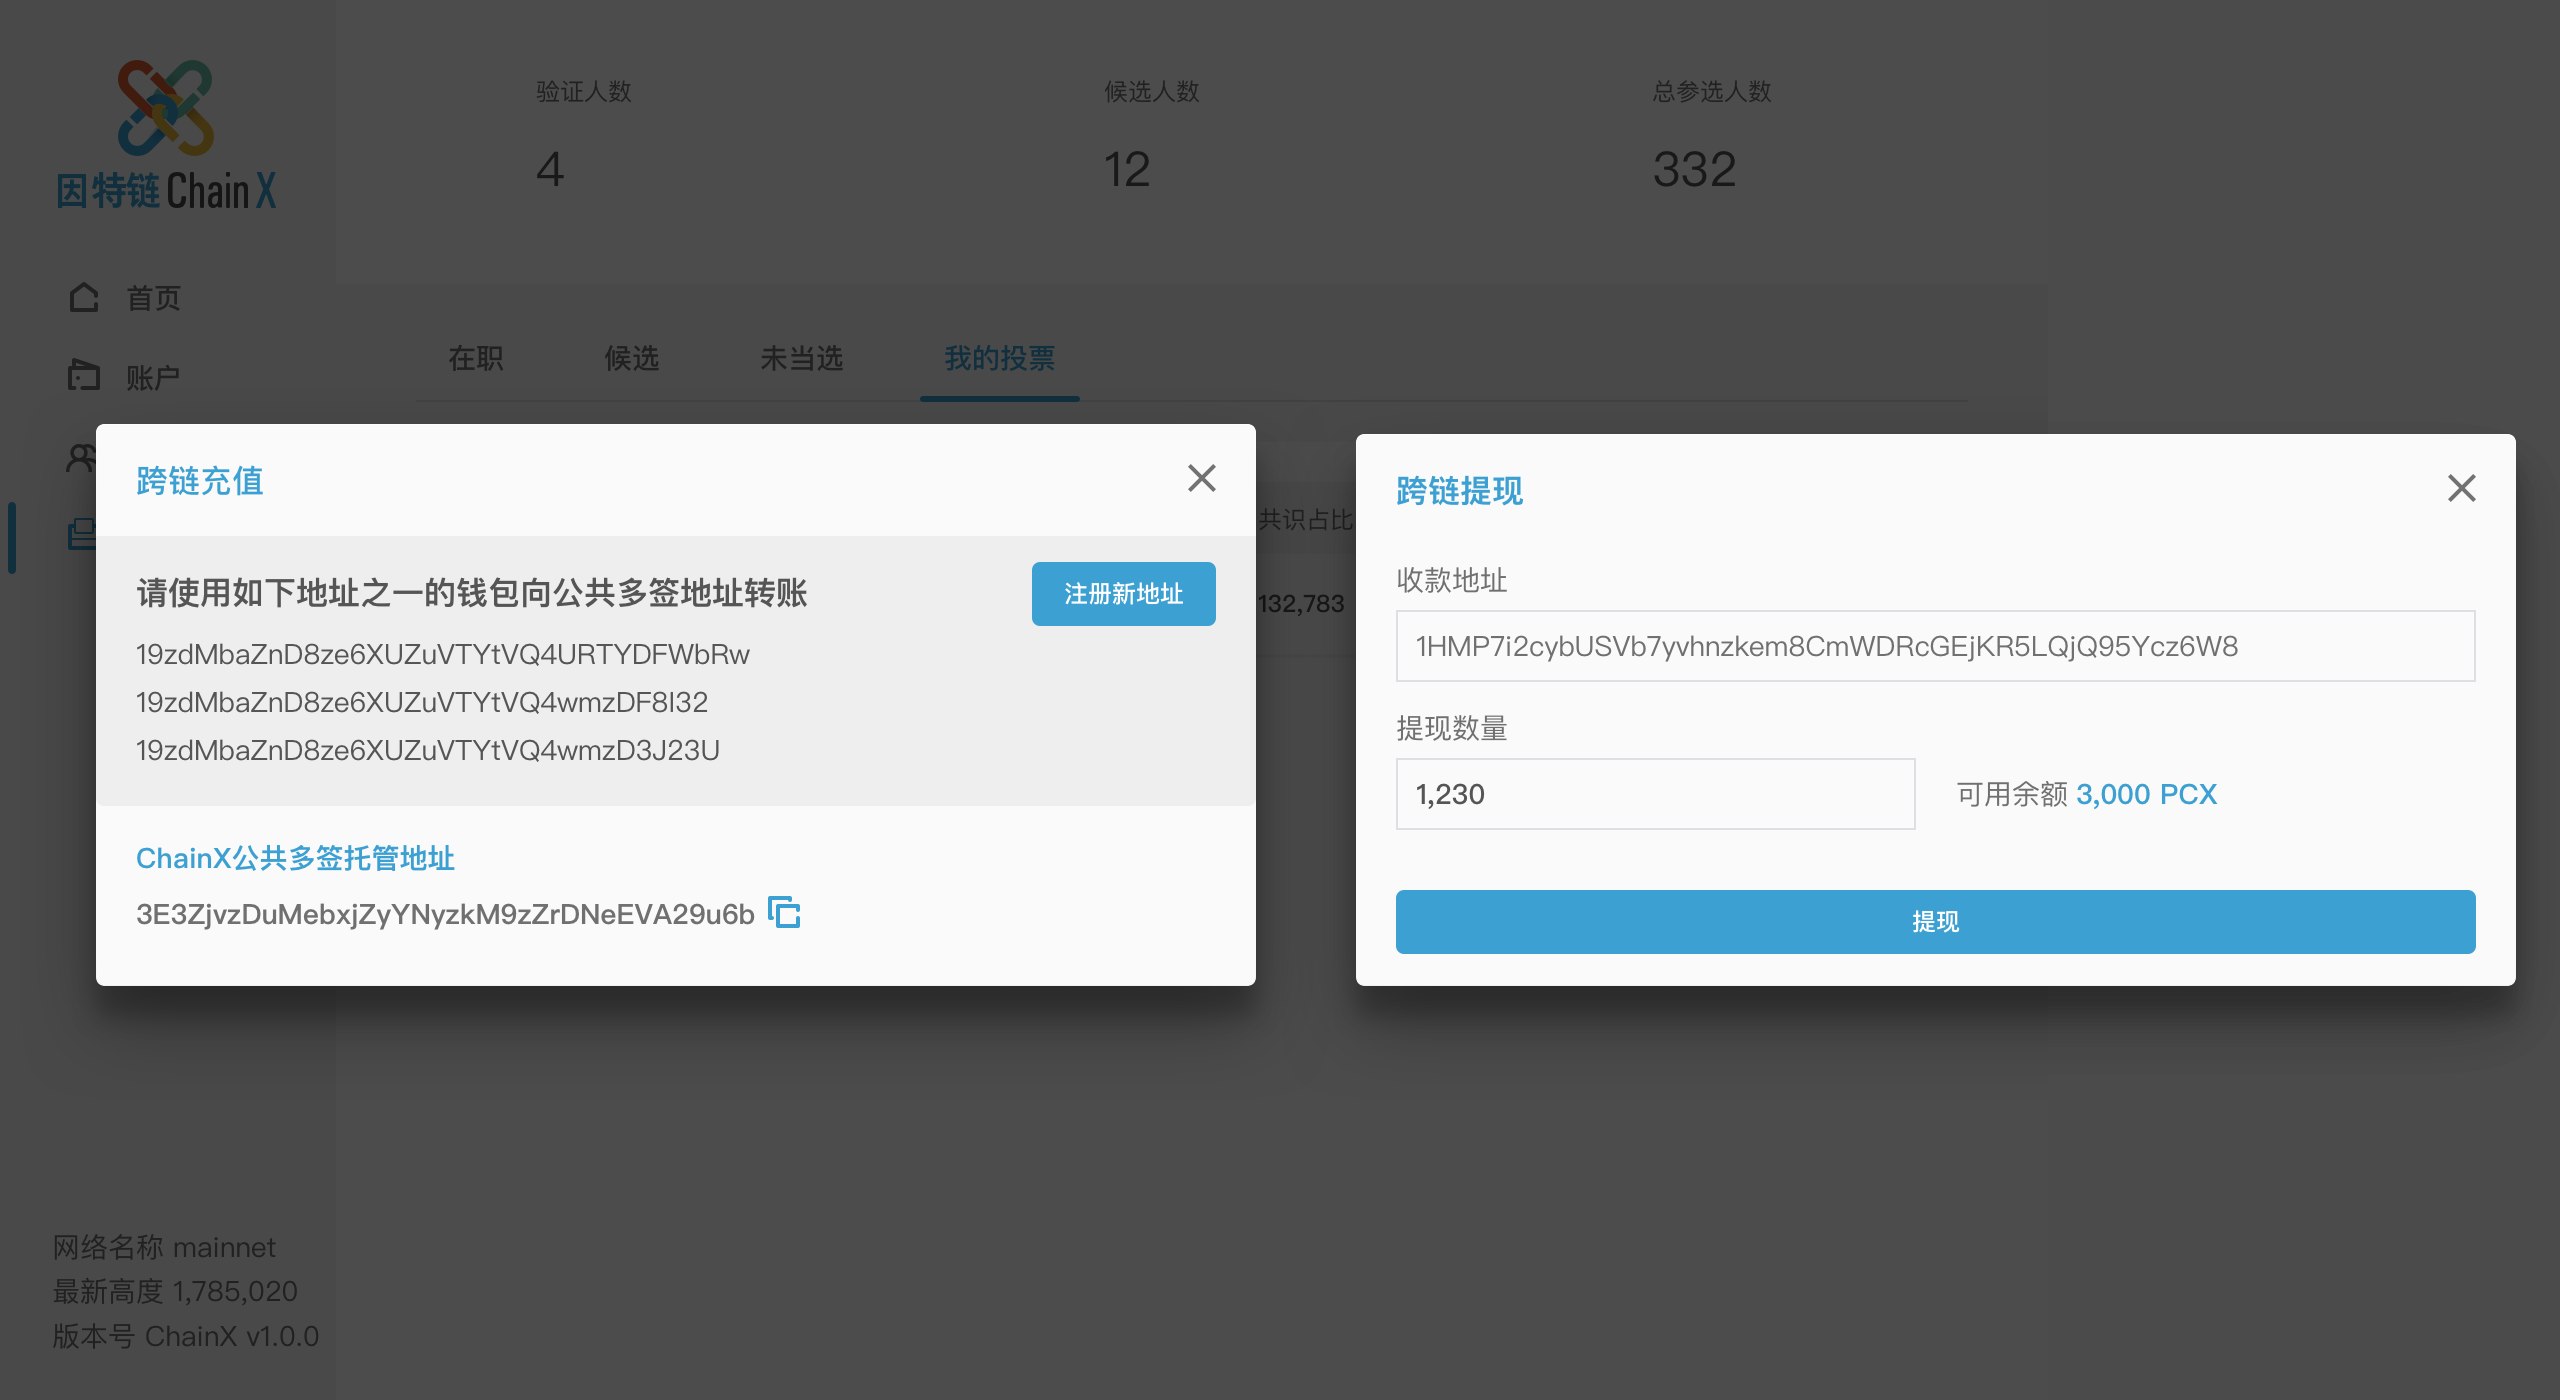 因特链ChainX
验证人数
候选人数
总参选人数
4
12
332
首页
账户
在职
候选
未当选
我的投票
共识占比
132,783
跨链充值
请使用如下地址之一的钱包向公共多签地址转账
注册新地址
19zdMbaZnD8ze6XUZuVTYtVQ4URTYDFWbRw
19zdMbaZnD8ze6XUZuVTYtVQ4wmzDF8I32
19zdMbaZnD8ze6XUZuVTYtVQ4wmzD3J23U
ChainX公共多签托管地址
3E3ZjvzDuMebxjZyYNyzkM9zZrDNeEVA29u6b
跨链提现
收款地址
1HMP7i2cybUSVb7yvhnzkem8CmWDRcGEjKR5LQjQ95Ycz6W8
提现数量
1,230
可用余额 3,000 PCX
提现
网络名称 mainnet
最新高度 1,785,020
版本号 ChainX v1.0.0